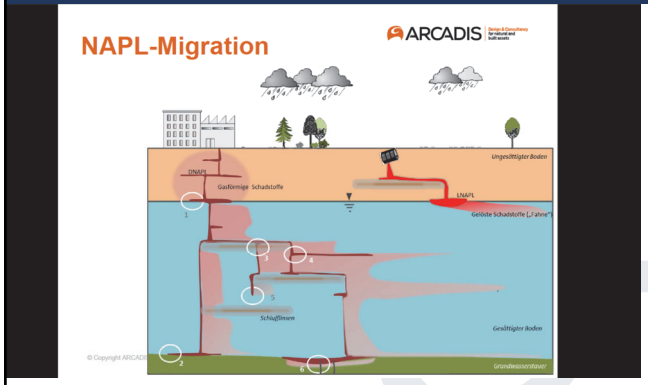 NAPL-Migration
ARCADIS
Design & Consultancy
for natural and
built assets
Ungesättigter Boden
DNAPL
Gasförmige Schadstoffe
LNAPL
Gelöste Schadstoffe („Fahne")
1
3
4
5
Schlufflinsen
Gesättigter Boden
2
6
© Copyright ARCADIS
Grundwasserstauer